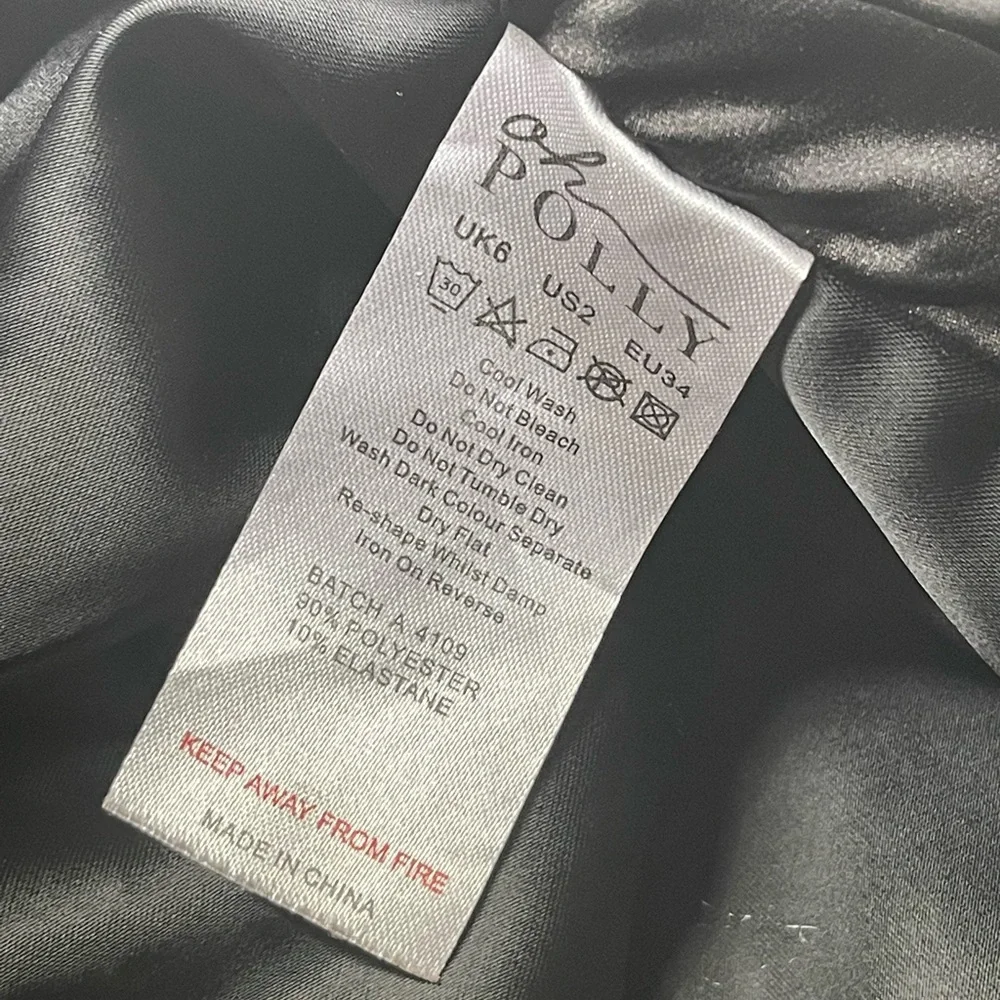 oh
POLLY
UK6 US2 EU34
30
Cool Wash
Do Not Bleach
Cool Iron
Do Not Dry Clean
Do Not Tumble Dry
Wash Dark Colour Separate
Dry Flat
Re-shape Whilst Damp
Iron On Reverse
BATCH A 4109
90% POLYESTER
10% ELASTANE
KEEP AWAY FROM FIRE
MADE IN CHINA